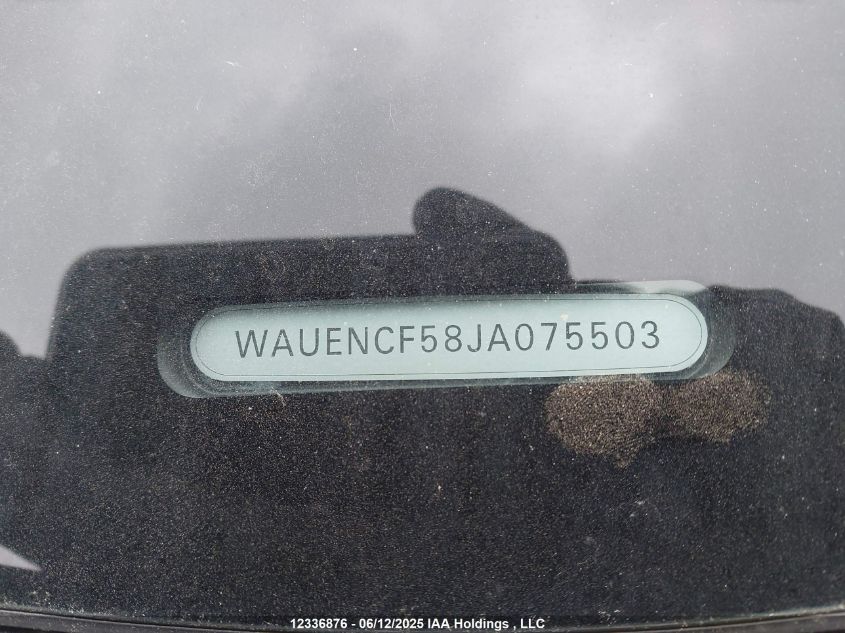 WAUENCF58JA075503
12336876 - 06/12/2025 IAA Holdings , LLC